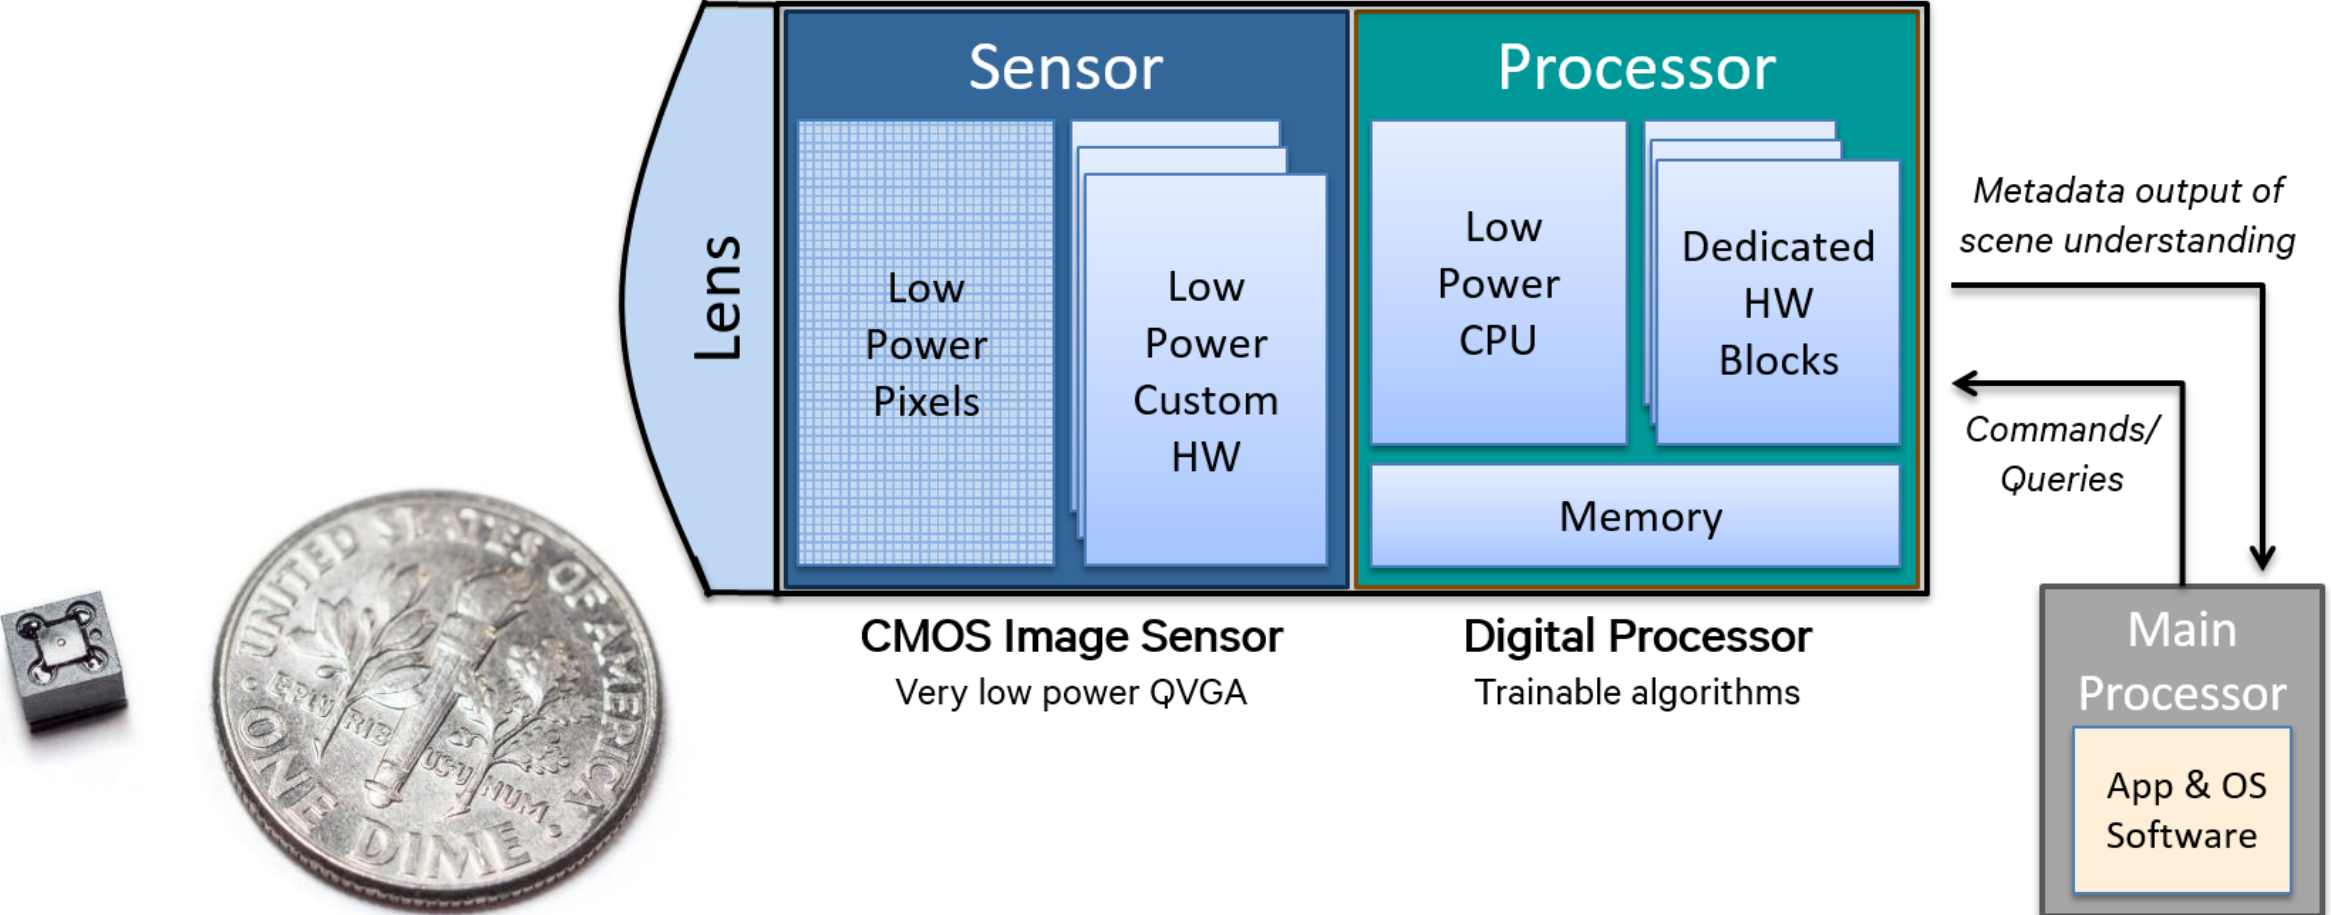 Sensor
Processor
Lens
Low
Power
Pixels
Low
Power
Custom
HW
Low
Power
CPU
Dedicated
HW
Blocks
Memory
Metadata output of
scene understanding
Commands/
Queries
CMOS Image Sensor
Very low power QVGA
Digital Processor
Trainable algorithms
Main
Processor
App & OS
Software
UNITED STATES OF AMERICA
E PLURIBUS UNUM
ONE DIME